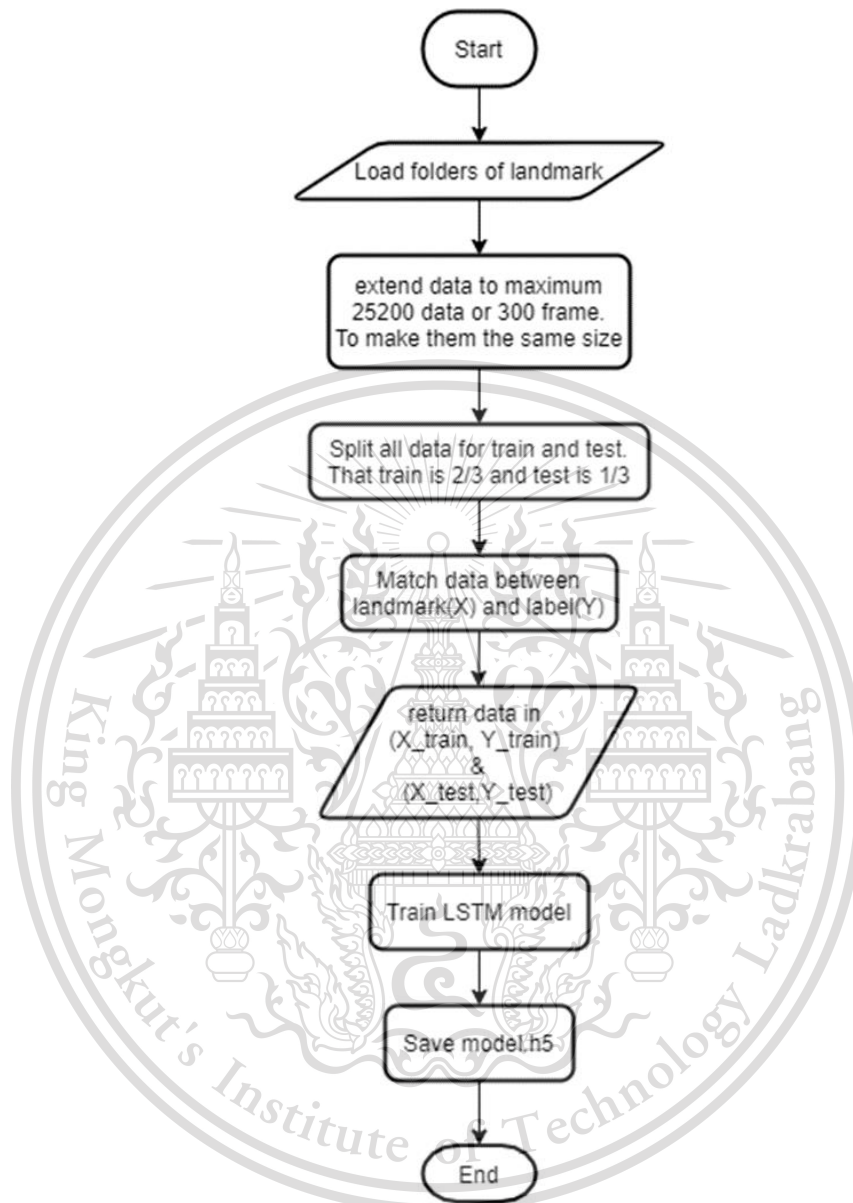 Start
Load folders of landmark
extend data to maximum
25200 data or 300 frame.
To make them the same size
Split all data for train and test.
That train is 2/3 and test is 1/3
Match data between
landmark(X) and label(Y)
return data in
(X_train, Y_train)
&
(X_test,Y_test)
Train LSTM model
Save model.h5
End
King Mongkut's Institute of Technology Ladkrabang